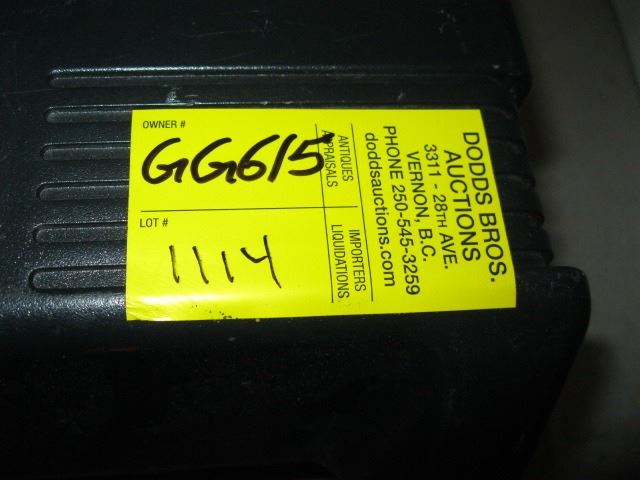 OWNER #
GG615
LOT #
1114
ANTIQUES
APPRAISALS
IMPORTERS
LIQUIDATIONS
DODDS BROS.
AUCTIONS
3311 - 28TH AVE.
VERNON, B.C.
PHONE 250-545-3259
doddsauctions.com